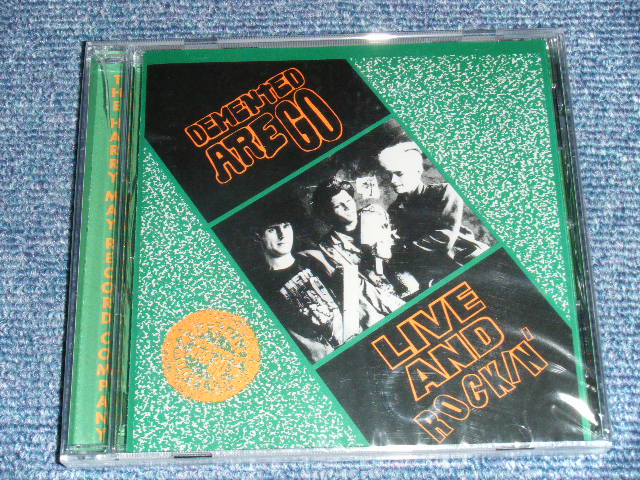 THE HARRY MAY RECORD COMPANY
DEMENTED
ARE GO
LIVE
AND
ROCK/N'